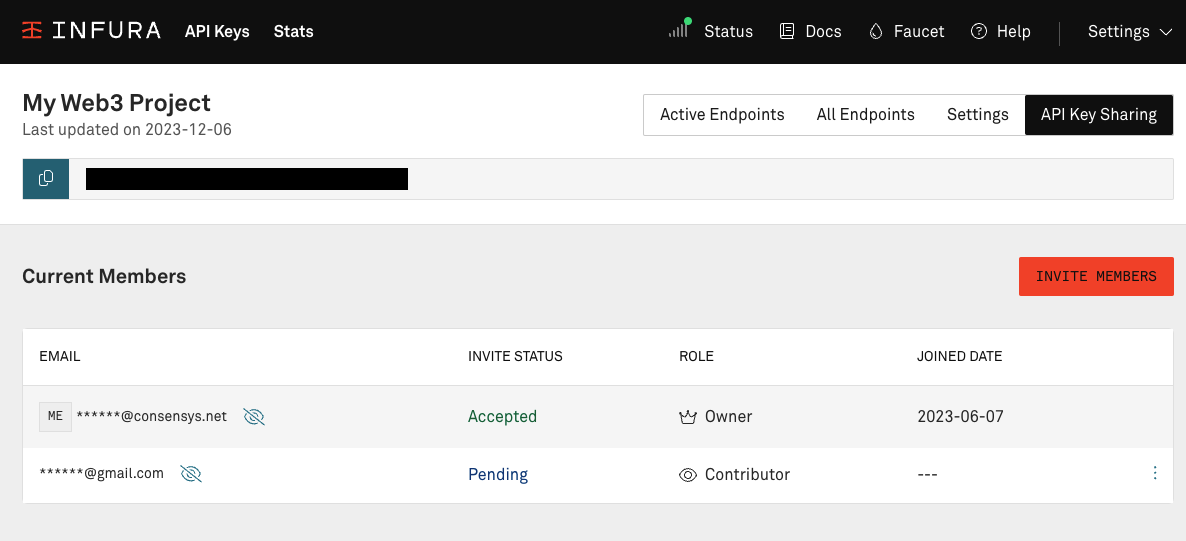 INFURA API Keys Stats Status Docs Faucet Help Settings
My Web3 Project
Last updated on 2023-12-06
Active Endpoints All Endpoints Settings API Key Sharing
Current Members
INVITE MEMBERS
EMAIL INVITE STATUS ROLE JOINED DATE
ME ******@consensys.net Accepted Owner 2023-06-07
******@gmail.com Pending Contributor ---